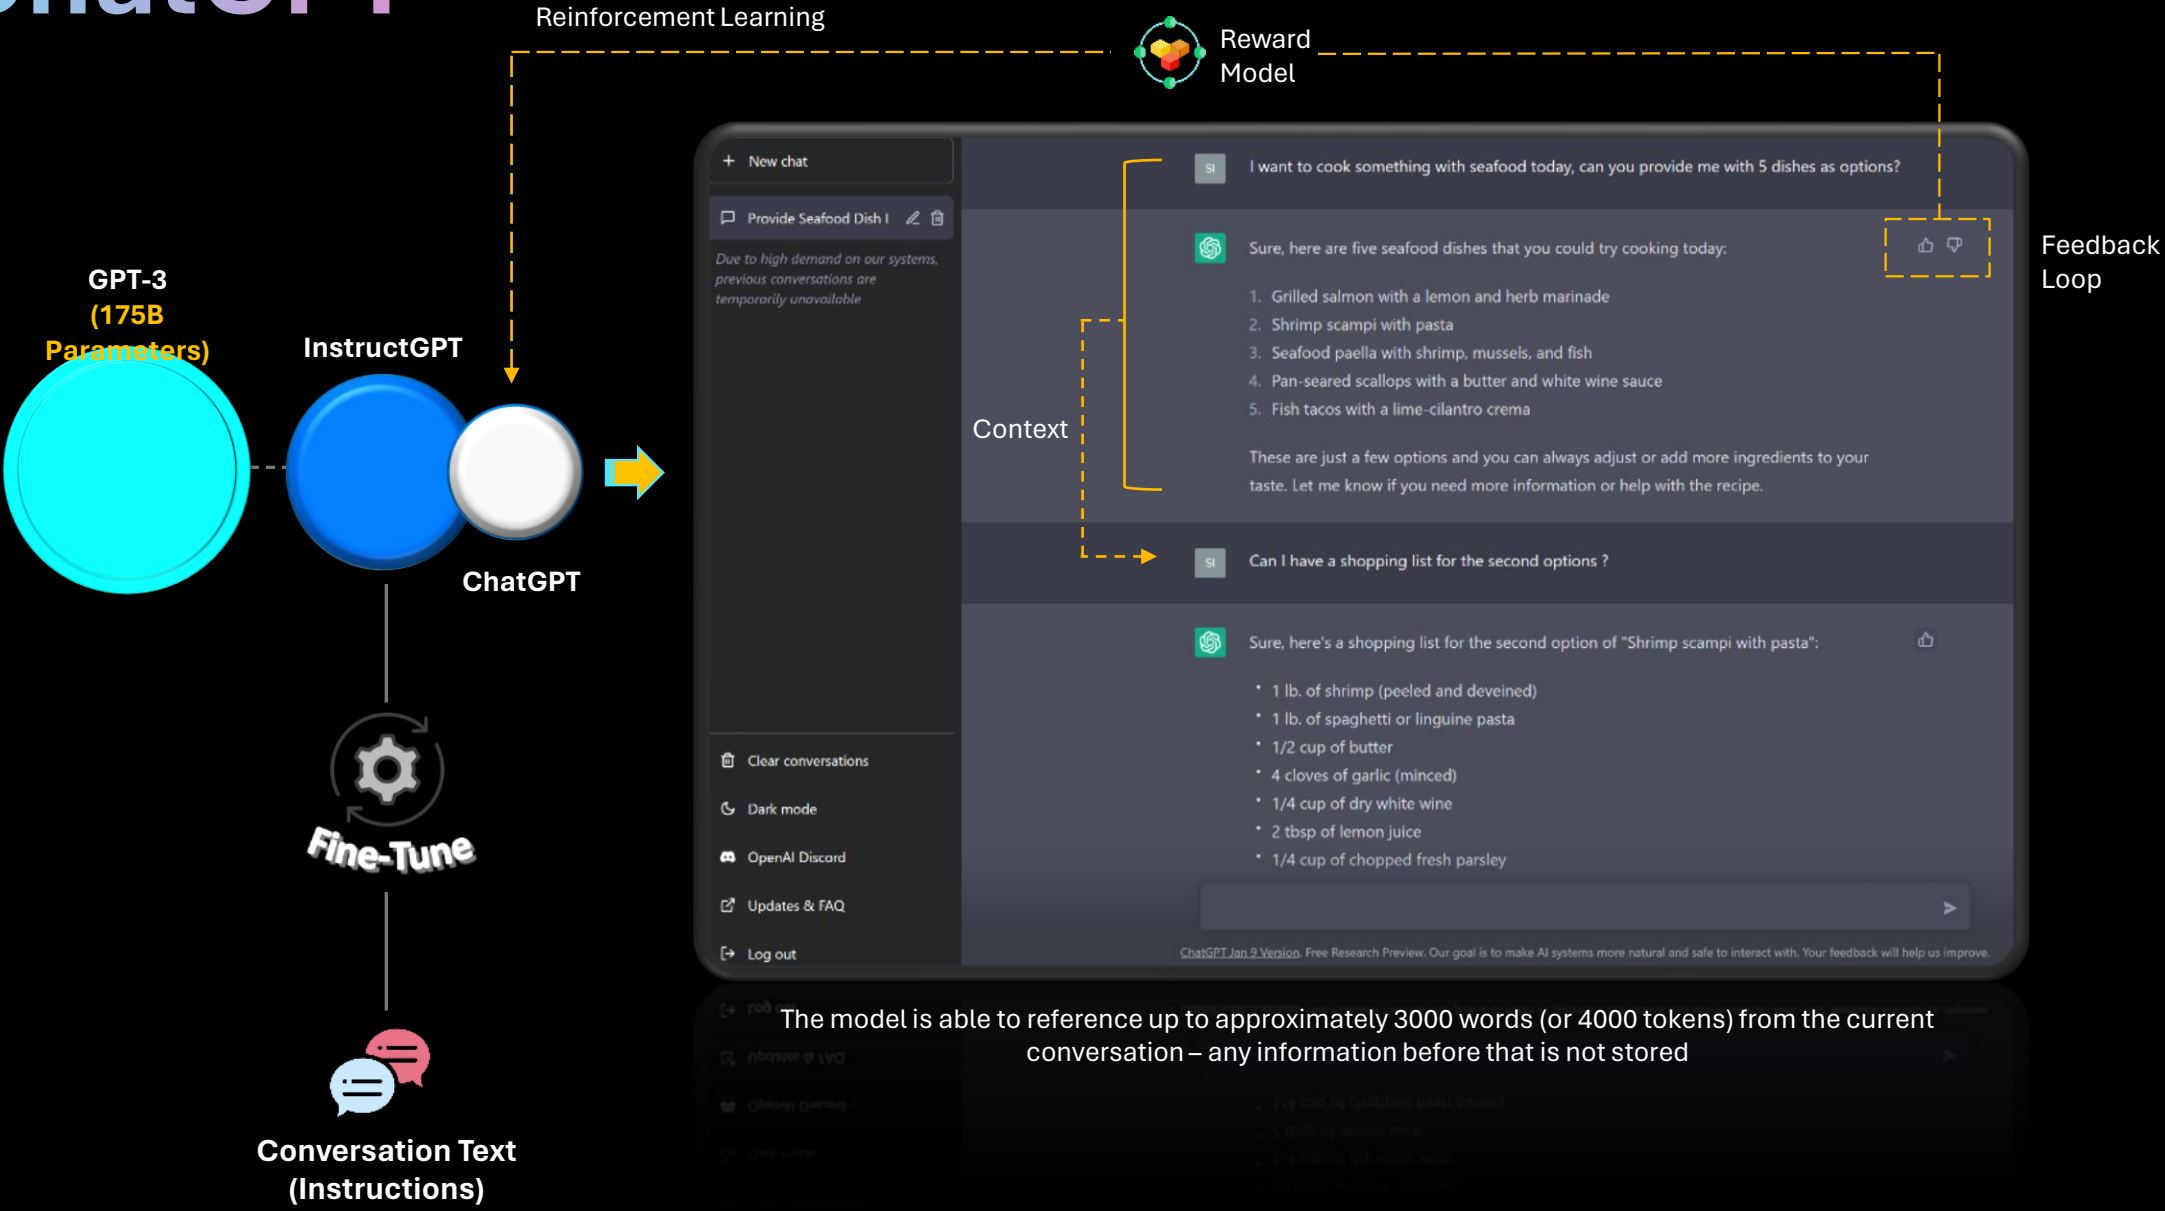 ChatGPT
Reinforcement Learning
Reward
Model
GPT-3
(175B
Parameters)
InstructGPT
ChatGPT
Fine-Tune
Conversation Text
(Instructions)
Context
Feedback
Loop
New chat
Provide Seafood Dish I
Due to high demand on our systems,
previous conversations are
temporarily unavailable
Clear conversations
Dark mode
OpenAI Discord
Updates & FAQ
Log out
SI
I want to cook something with seafood today, can you provide me with 5 dishes as options?
Sure, here are five seafood dishes that you could try cooking today:
1. Grilled salmon with a lemon and herb marinade
2. Shrimp scampi with pasta
3. Seafood paella with shrimp, mussels, and fish
4. Pan-seared scallops with a butter and white wine sauce
5. Fish tacos with a lime-cilantro crema
These are just a few options and you can always adjust or add more ingredients to your
taste. Let me know if you need more information or help with the recipe.
SI
Can I have a shopping list for the second options ?
Sure, here's a shopping list for the second option of "Shrimp scampi with pasta":
• 1 lb. of shrimp (peeled and deveined)
• 1 lb. of spaghetti or linguine pasta
• 1/2 cup of butter
• 4 cloves of garlic (minced)
• 1/4 cup of dry white wine
• 2 tbsp of lemon juice
• 1/4 cup of chopped fresh parsley
ChatGPT Jan 9 Version. Free Research Preview. Our goal is to make AI systems more natural and safe to interact with. Your feedback will help us improve.
The model is able to reference up to approximately 3000 words (or 4000 tokens) from the current
conversation – any information before that is not stored